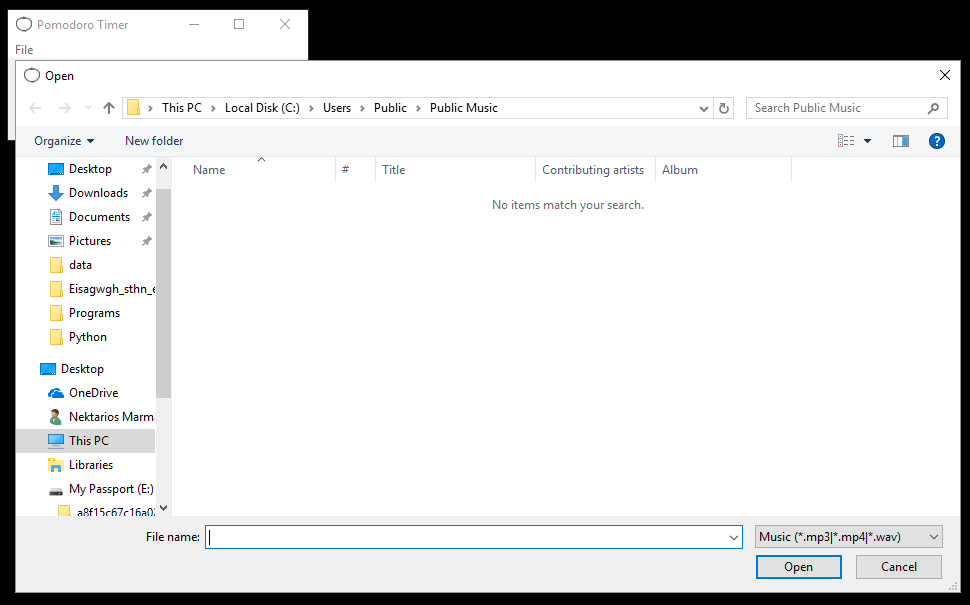 Pomodoro Timer
File
Open
This PC > Local Disk (C:) > Users > Public > Public Music
Search Public Music
Organize
New folder
?
Name
#
Title
Contributing artists
Album
No items match your search.
Desktop
Downloads
Documents
Pictures
data
Eisagwgh_sthn_e
Programs
Python
Desktop
OneDrive
Nektarios Marm
This PC
Libraries
My Passport (E:)
File name:
Music (*.mp3|*.mp4|*.wav)
Open
Cancel